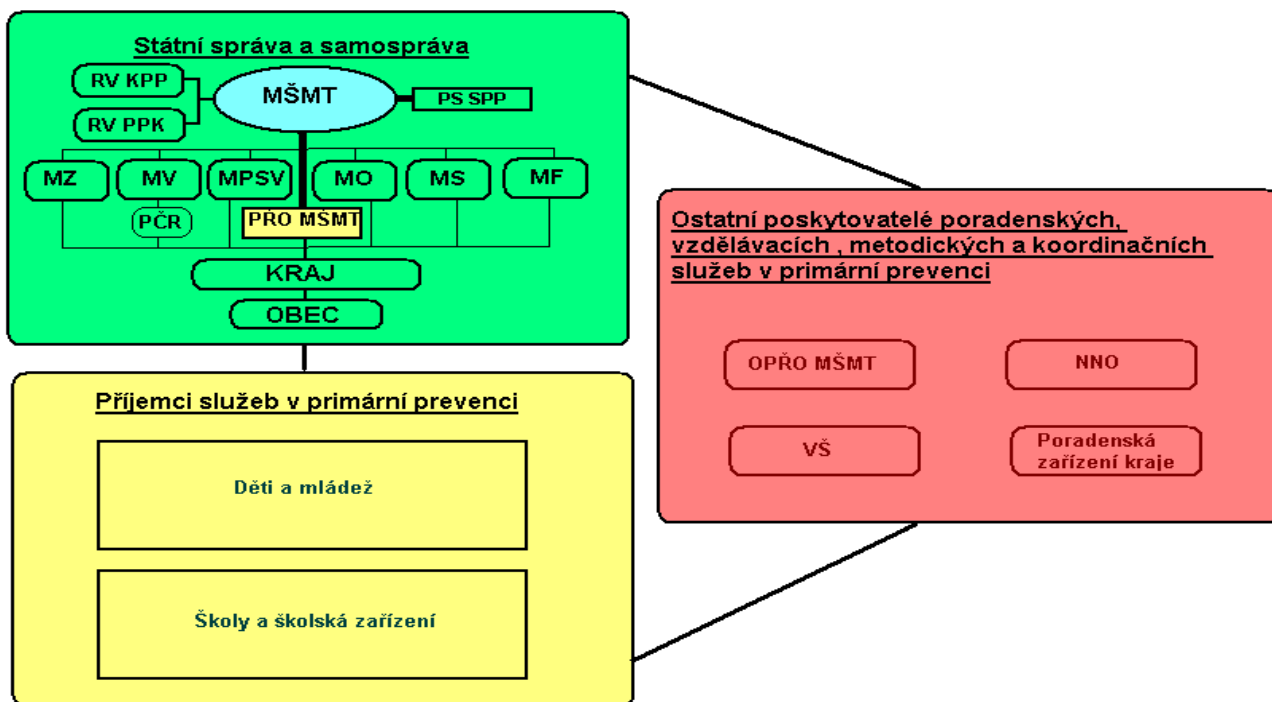 Státní správa a samospráva
RV KPP
MŠMT
PS SPP
RV PPK
MZ
MV
MPSV
MO
MS
MF
PČR
PŘO MŠMT
KRAJ
OBEC
Příjemci služeb v primární prevenci
Děti a mládež
Školy a školská zařízení
Ostatní poskytovatelé poradenských,
vzdělávacích , metodických a koordinačních
služeb v primární prevenci
OPŘO MŠMT
NNO
VŠ
Poradenská
zařízení kraje